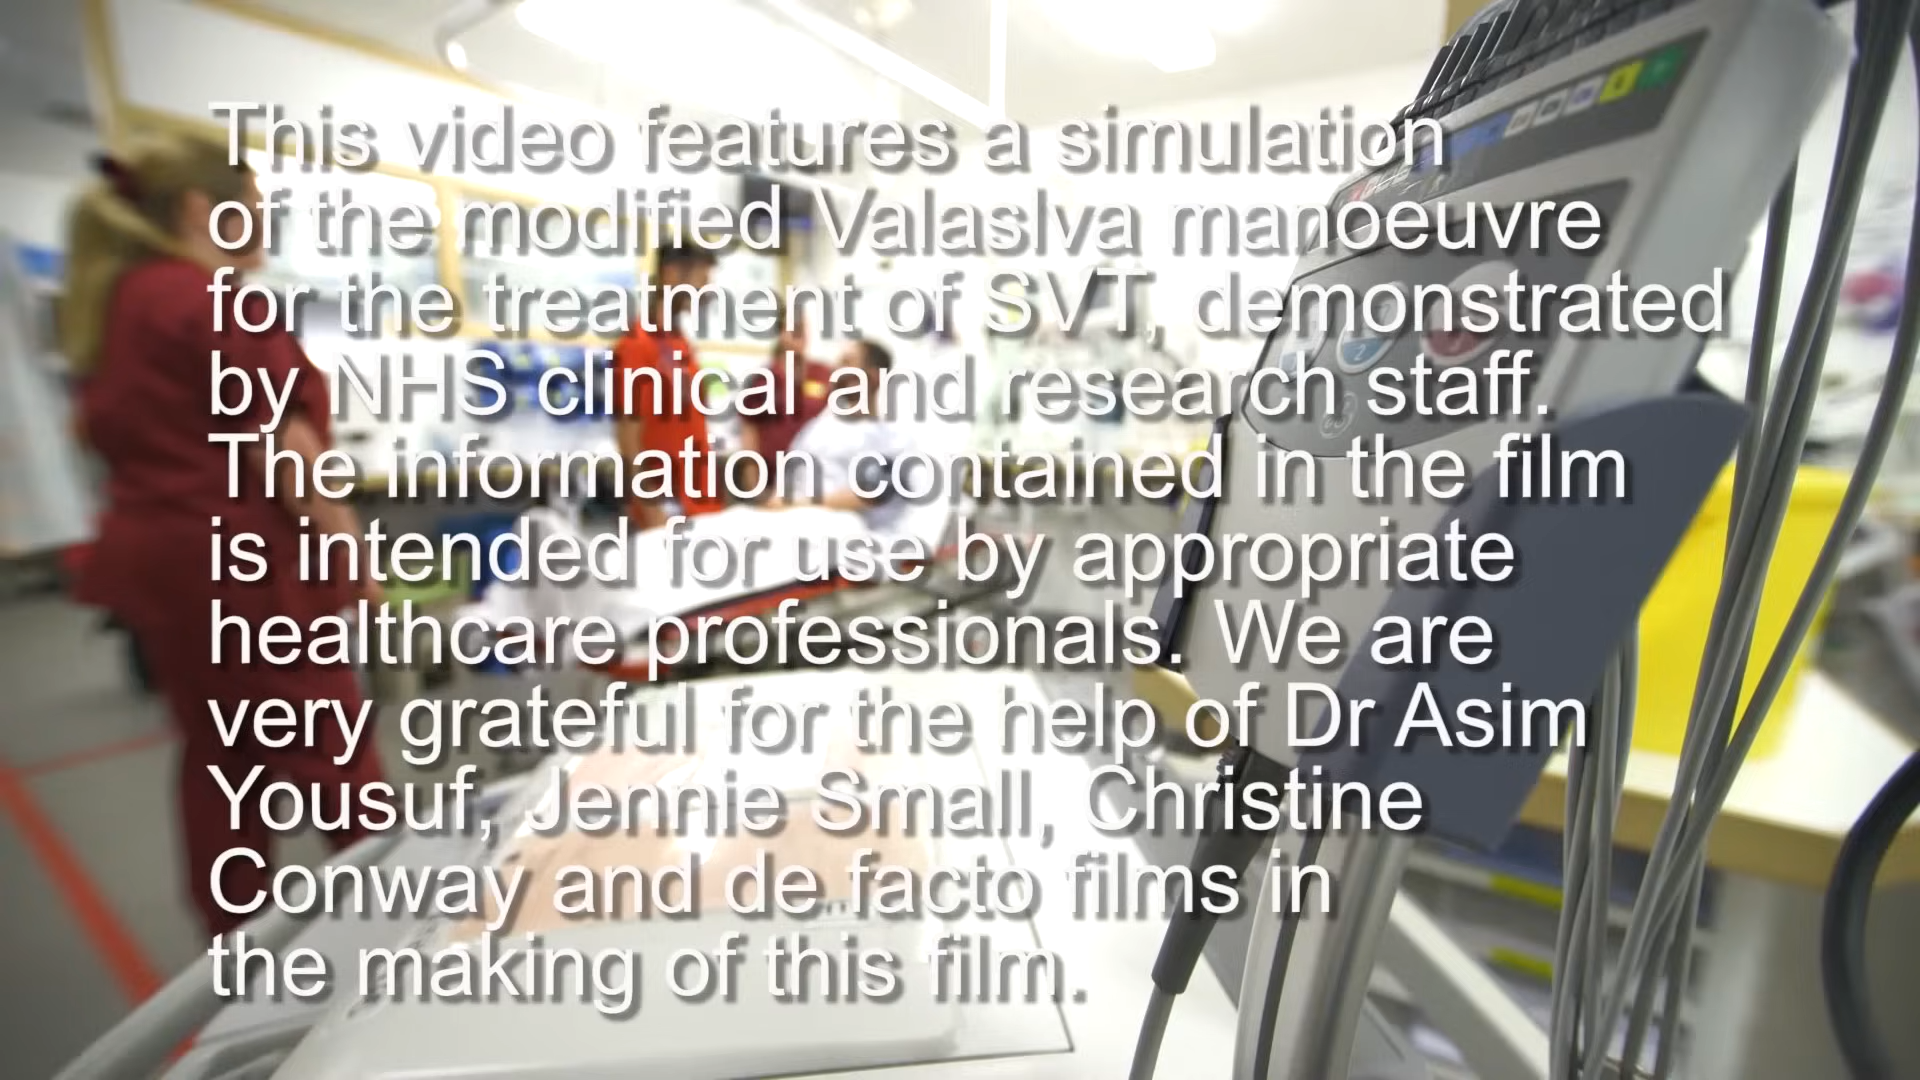 This video features a simulation
of the modified Valaslva manoeuvre
for the treatment of SVT, demonstrated
by NHS clinical and research staff.
The information contained in the film
is intended for use by appropriate
healthcare professionals. We are
very grateful for the help of Dr Asim
Yousuf, Jennie Small, Christine
Conway and de facto films in
the making of this film.